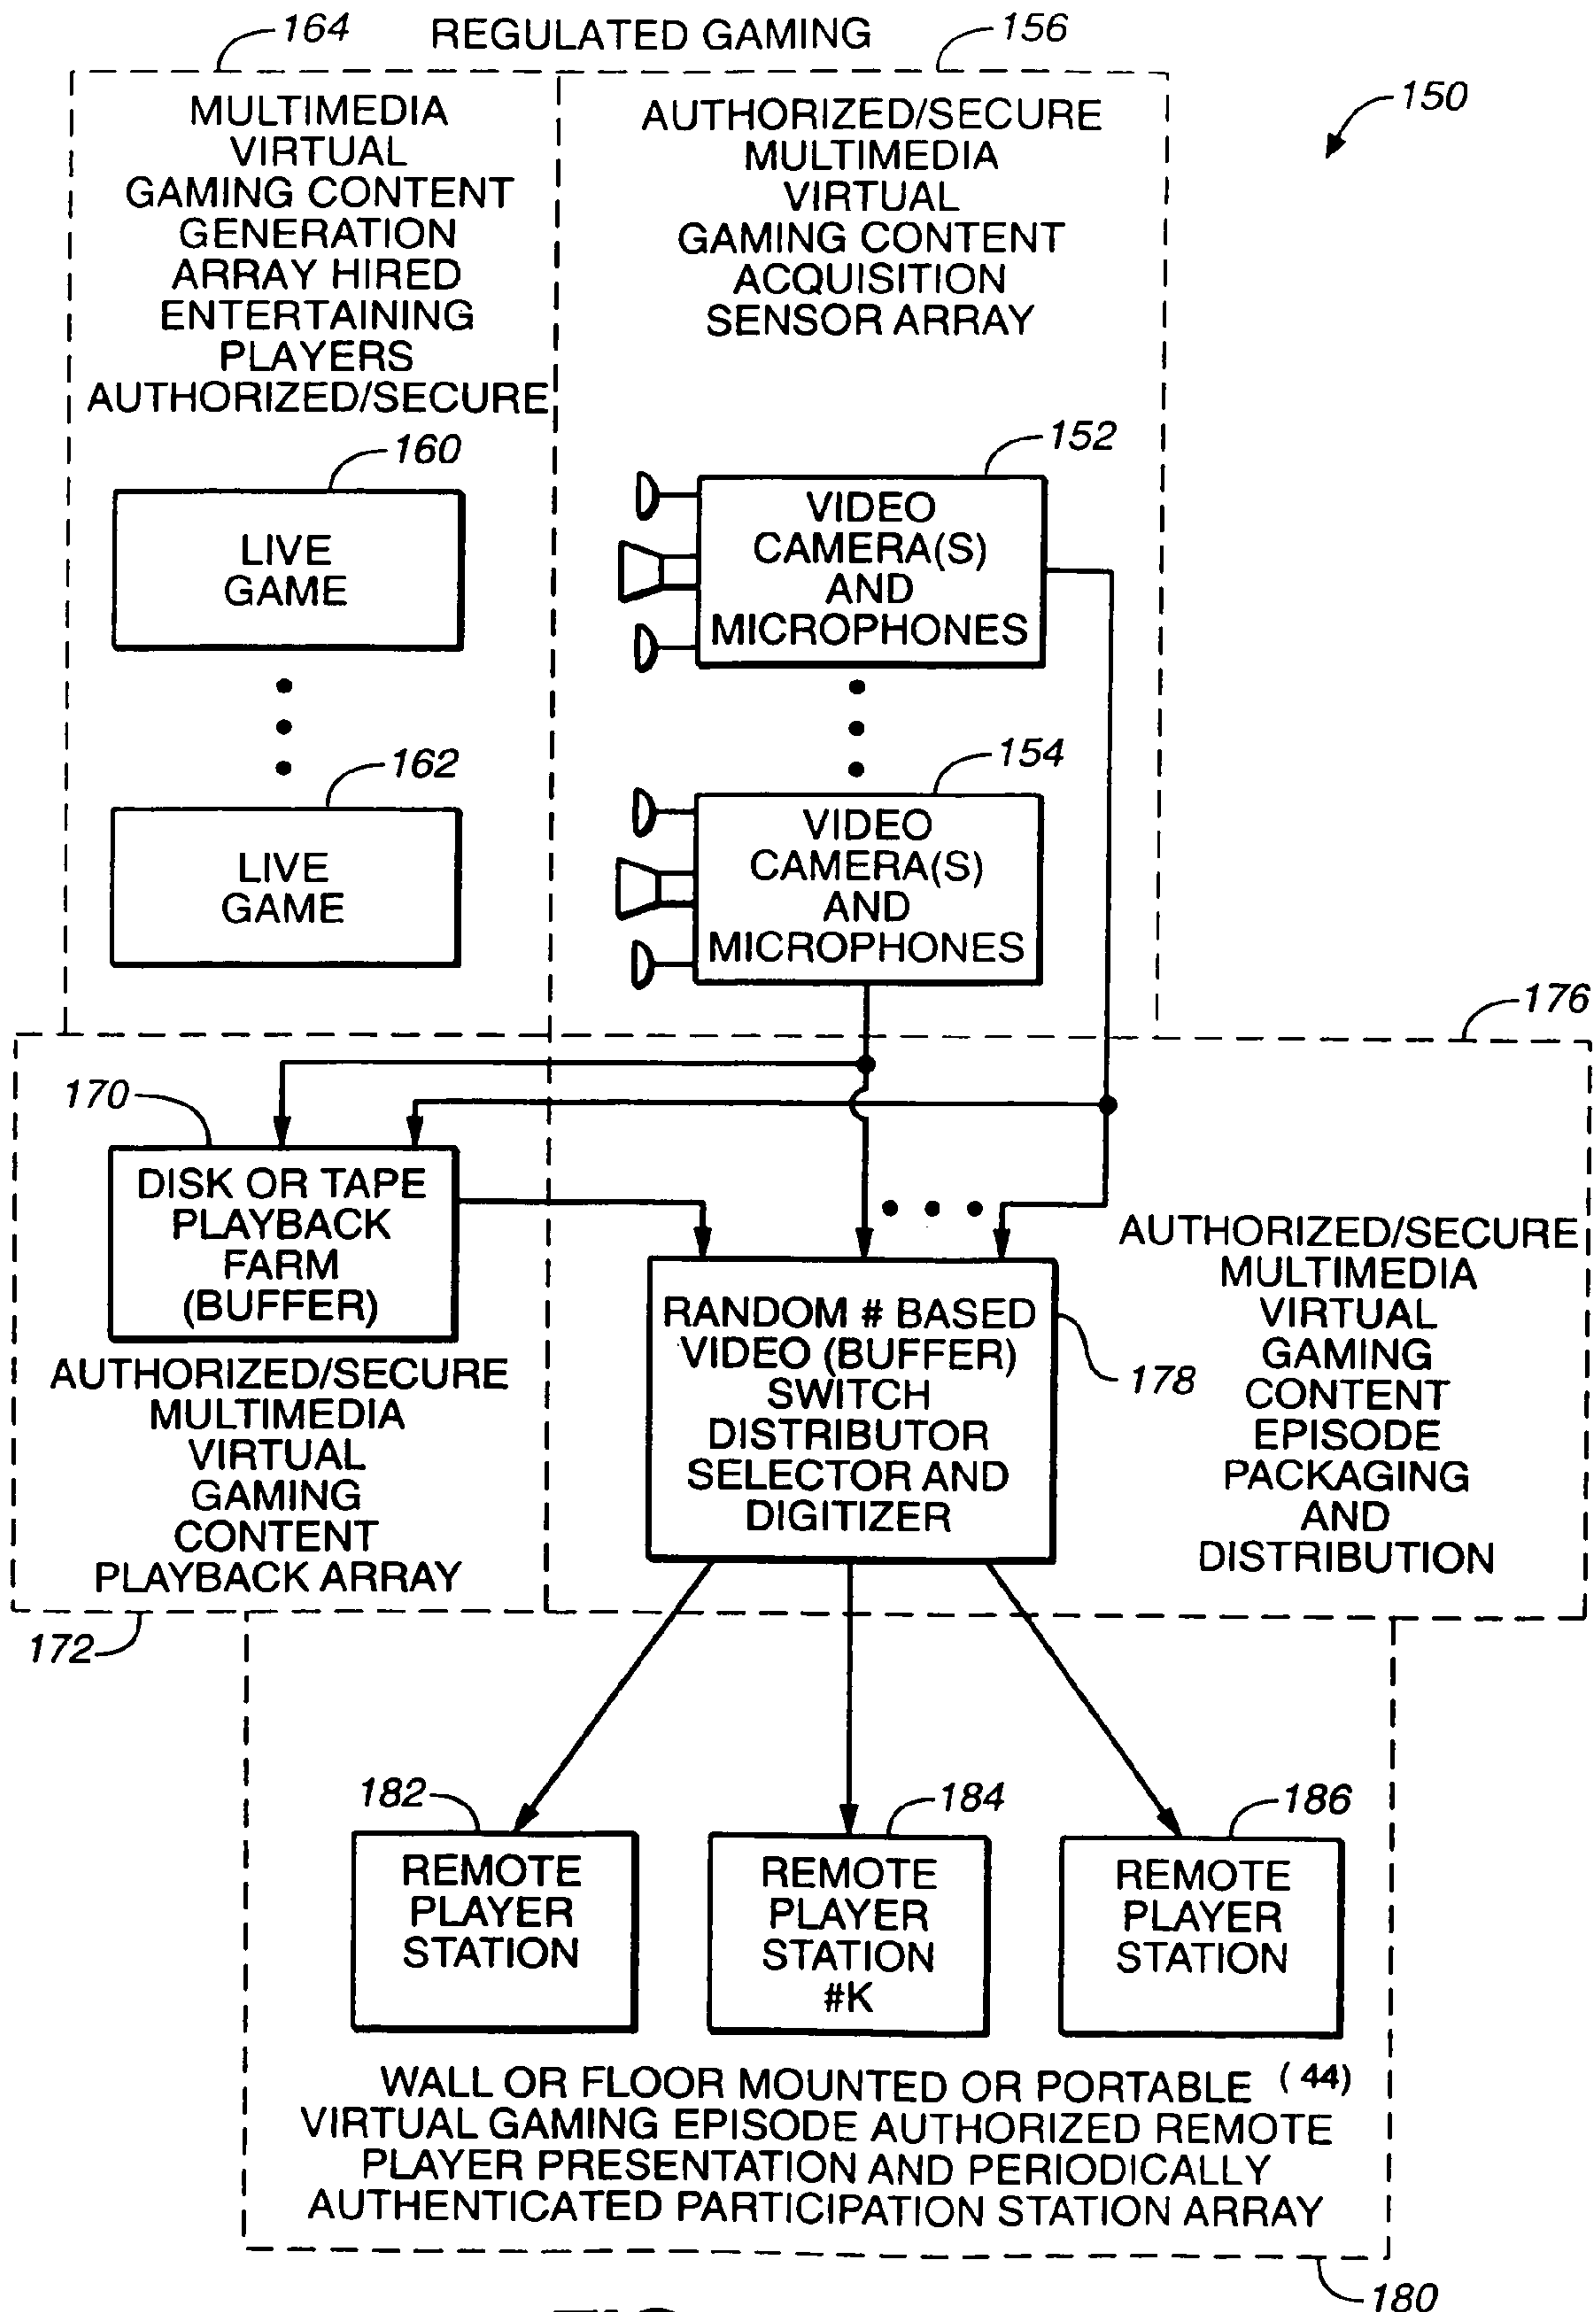 164
REGULATED GAMING
156
150
MULTIMEDIA
VIRTUAL
GAMING CONTENT
GENERATION
ARRAY HIRED
ENTERTAINING
PLAYERS
AUTHORIZED/SECURE
AUTHORIZED/SECURE
MULTIMEDIA
VIRTUAL
GAMING CONTENT
ACQUISITION
SENSOR ARRAY
160
LIVE
GAME
152
VIDEO
CAMERA(S)
AND
MICROPHONES
162
LIVE
GAME
154
VIDEO
CAMERA(S)
AND
MICROPHONES
176
170
DISK OR TAPE
PLAYBACK
FARM
(BUFFER)
AUTHORIZED/SECURE
MULTIMEDIA
VIRTUAL
GAMING
CONTENT
PLAYBACK ARRAY
172
RANDOM # BASED
VIDEO (BUFFER)
SWITCH
DISTRIBUTOR
SELECTOR AND
DIGITIZER
178
AUTHORIZED/SECURE
MULTIMEDIA
VIRTUAL
GAMING
CONTENT
EPISODE
PACKAGING
AND
DISTRIBUTION
182
REMOTE
PLAYER
STATION
184
REMOTE
PLAYER
STATION
#K
186
REMOTE
PLAYER
STATION
WALL OR FLOOR MOUNTED OR PORTABLE (44)
VIRTUAL GAMING EPISODE AUTHORIZED REMOTE
PLAYER PRESENTATION AND PERIODICALLY
AUTHENTICATED PARTICIPATION STATION ARRAY
180